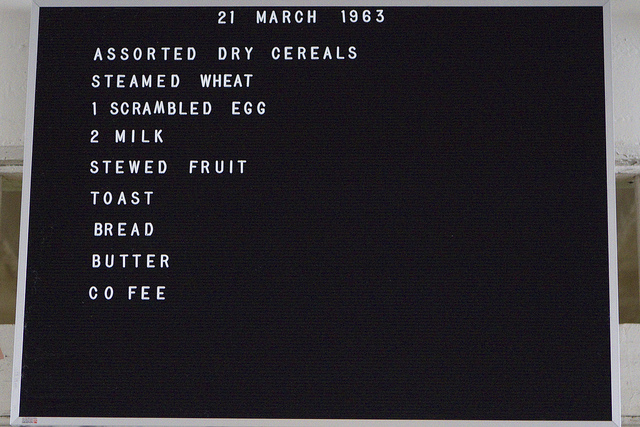 21 MARCH 1963
ASSORTED DRY CEREALS
STEAMED WHEAT
1 SCRAMBLED EGG
2 MILK
STEWED FRUIT
TOAST
BREAD
BUTTER
CO FEE